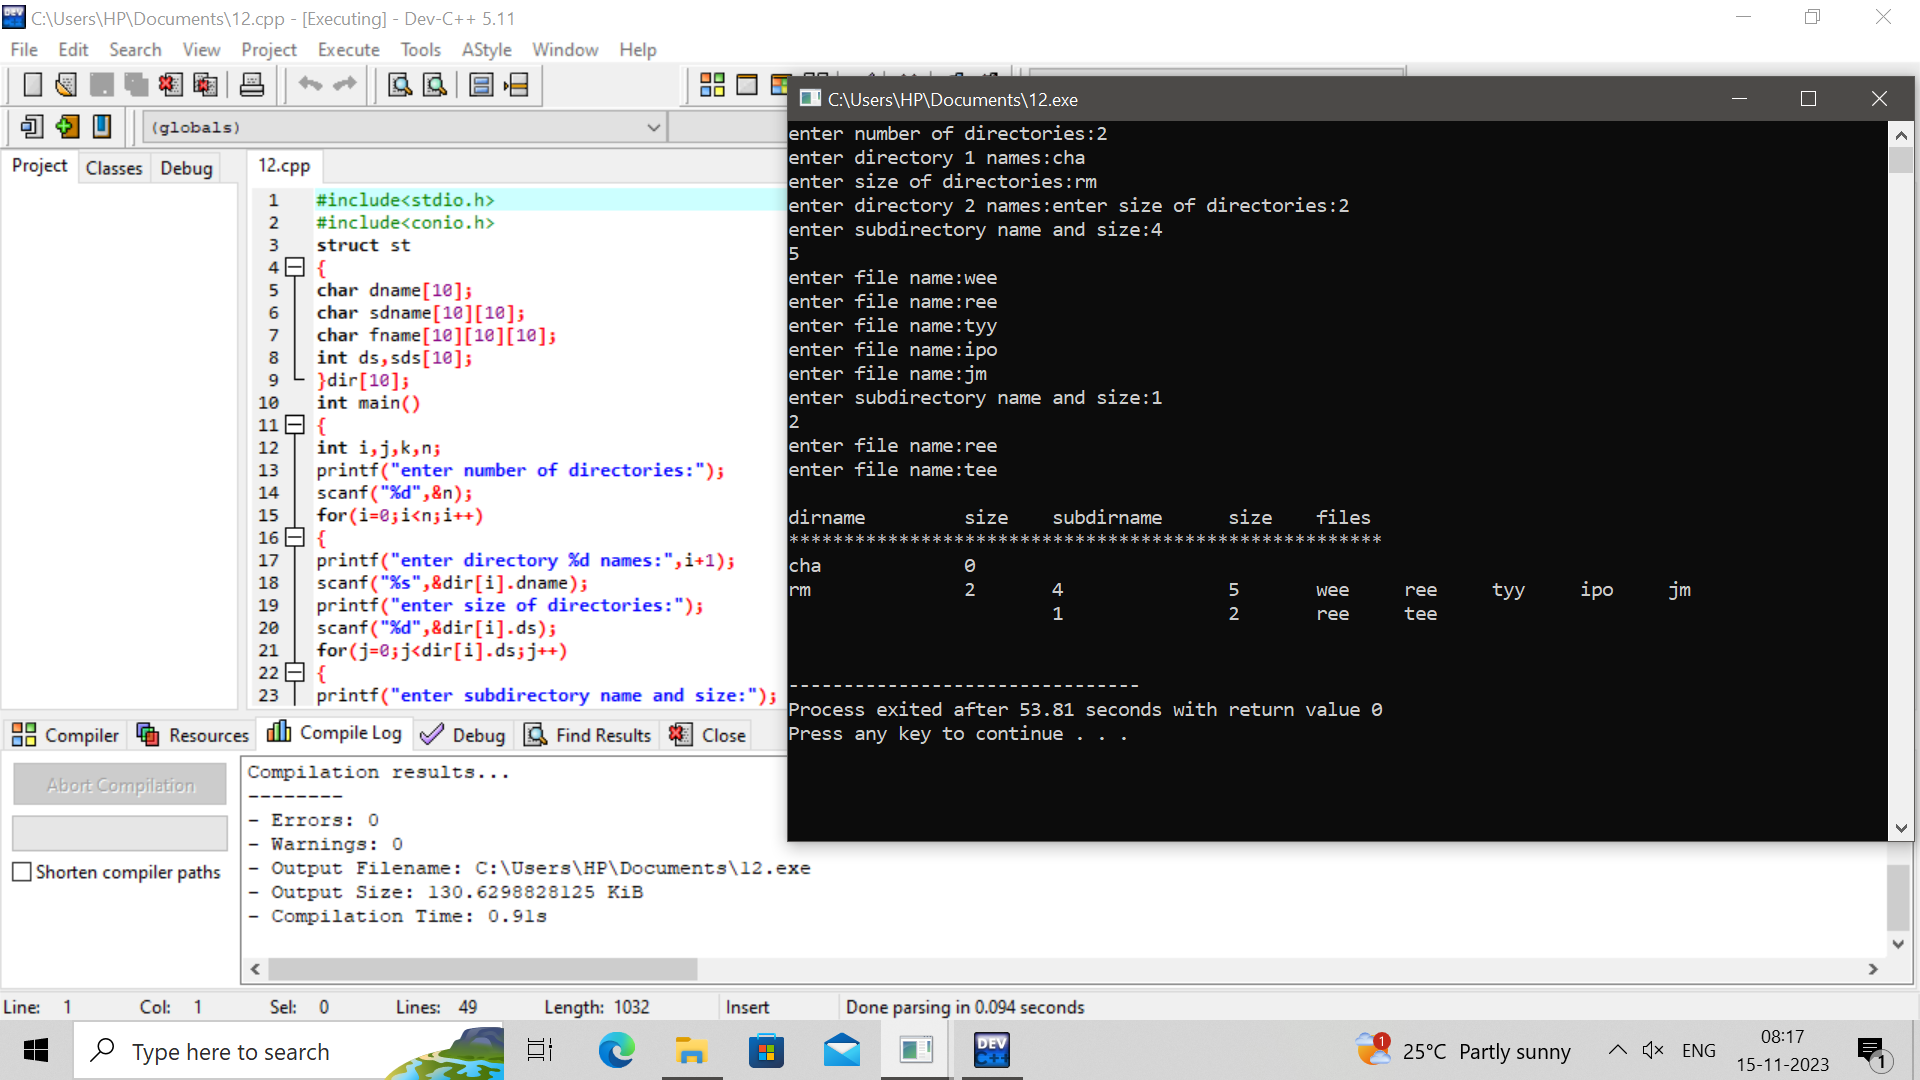 C:\Users\HP\Documents\12.cpp - [Executing] - Dev-C++ 5.11
File Edit Search View Project Execute Tools AStyle Window Help
(globals)
Project Classes Debug
12.cpp
1 #include<stdio.h>
2 #include<conio.h>
3 struct st
4 {
5 char dname[10];
6 char sdname[10][10];
7 char fname[10][10][10];
8 int ds,sds[10];
9 }dir[10];
10 int main()
11 {
12 int i,j,k,n;
13 printf("enter number of directories:");
14 scanf("%d",&n);
15 for(i=0;i<n;i++)
16 {
17 printf("enter directory %d names:",i+1);
18 scanf("%s",&dir[i].dname);
19 printf("enter size of directories:");
20 scanf("%d",&dir[i].ds);
21 for(j=0;j<dir[i].ds;j++)
22 {
23 printf("enter subdirectory name and size:");
C:\Users\HP\Documents\12.exe
enter number of directories:2
enter directory 1 names:cha
enter size of directories:rm
enter directory 2 names:enter size of directories:2
enter subdirectory name and size:4
5
enter file name:wee
enter file name:ree
enter file name:tyy
enter file name:ipo
enter file name:jm
enter subdirectory name and size:1
2
enter file name:ree
enter file name:tee
dirname size subdirname size files
******************************************************
cha 0
rm 2 4 5 wee ree tyy ipo jm
1 2 ree tee
--------------------------------
Process exited after 53.81 seconds with return value 0
Press any key to continue . . .
Compiler Resources Compile Log Debug Find Results Close
Abort Compilation
Shorten compiler paths
Compilation results...
--------
- Errors: 0
- Warnings: 0
- Output Filename: C:\Users\HP\Documents\12.exe
- Output Size: 130.6298828125 KiB
- Compilation Time: 0.91s
Line: 1 Col: 1 Sel: 0 Lines: 49 Length: 1032 Insert Done parsing in 0.094 seconds
Type here to search
DEV C++
1
25°C Partly sunny
ENG
08:17
15-11-2023
1